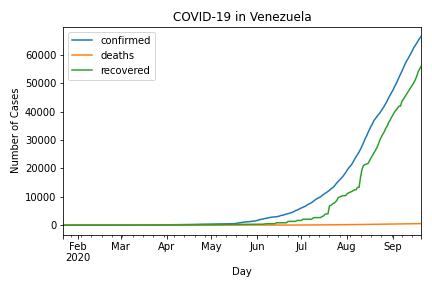 COVID-19 in Venezuela
confirmed
deaths
recovered
Number of Cases
60000
50000
40000
30000
20000
10000
0
Feb Mar Apr May Jun Jul Aug Sep
2020
Day